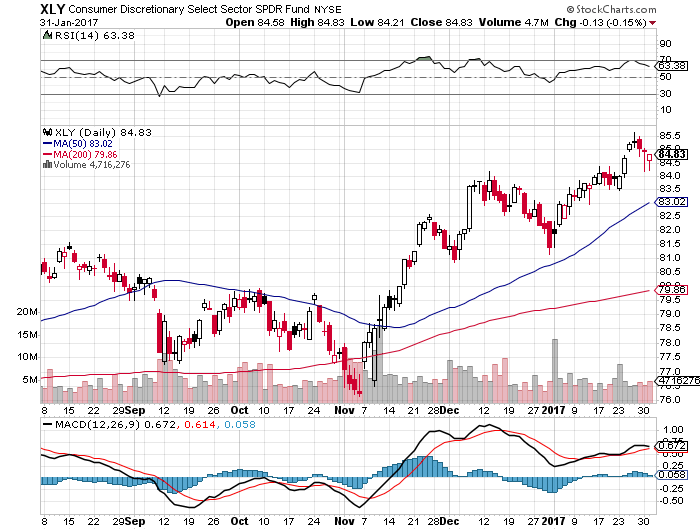 XLY Consumer Discretionary Select Sector SPDR Fund NYSE © StockCharts.com
31-Jan-2017 Open 84.58 High 84.83 Low 84.21 Close 84.83 Volume 4.7M Chg -0.13 (-0.15%)
RSI(14) 63.38
90
70
63.38
50
30
10
XLY (Daily) 84.83
MA(50) 83.02
MA(200) 79.86
Volume 4,716,276
85.5
85.0
84.83
84.0
83.5
83.02
82.5
82.0
81.5
81.0
80.5
80.0
79.86
79.5
79.0
78.5
78.0
77.5
77.0
76.5
76.0
20M
15M
10M
5M
4716276
8 15 22 29 Sep 12 19 26 Oct 10 17 24 Nov 7 14 21 28 Dec 12 19 27 2017 9 17 23 30
MACD(12,26,9) 0.672, 0.614, 0.058
1.00
0.75
0.672
0.50
0.25
0.058
-0.25
-0.50
8 15 22 29 Sep 12 19 26 Oct 10 17 24 Nov 7 14 21 28 Dec 12 19 27 2017 9 17 23 30